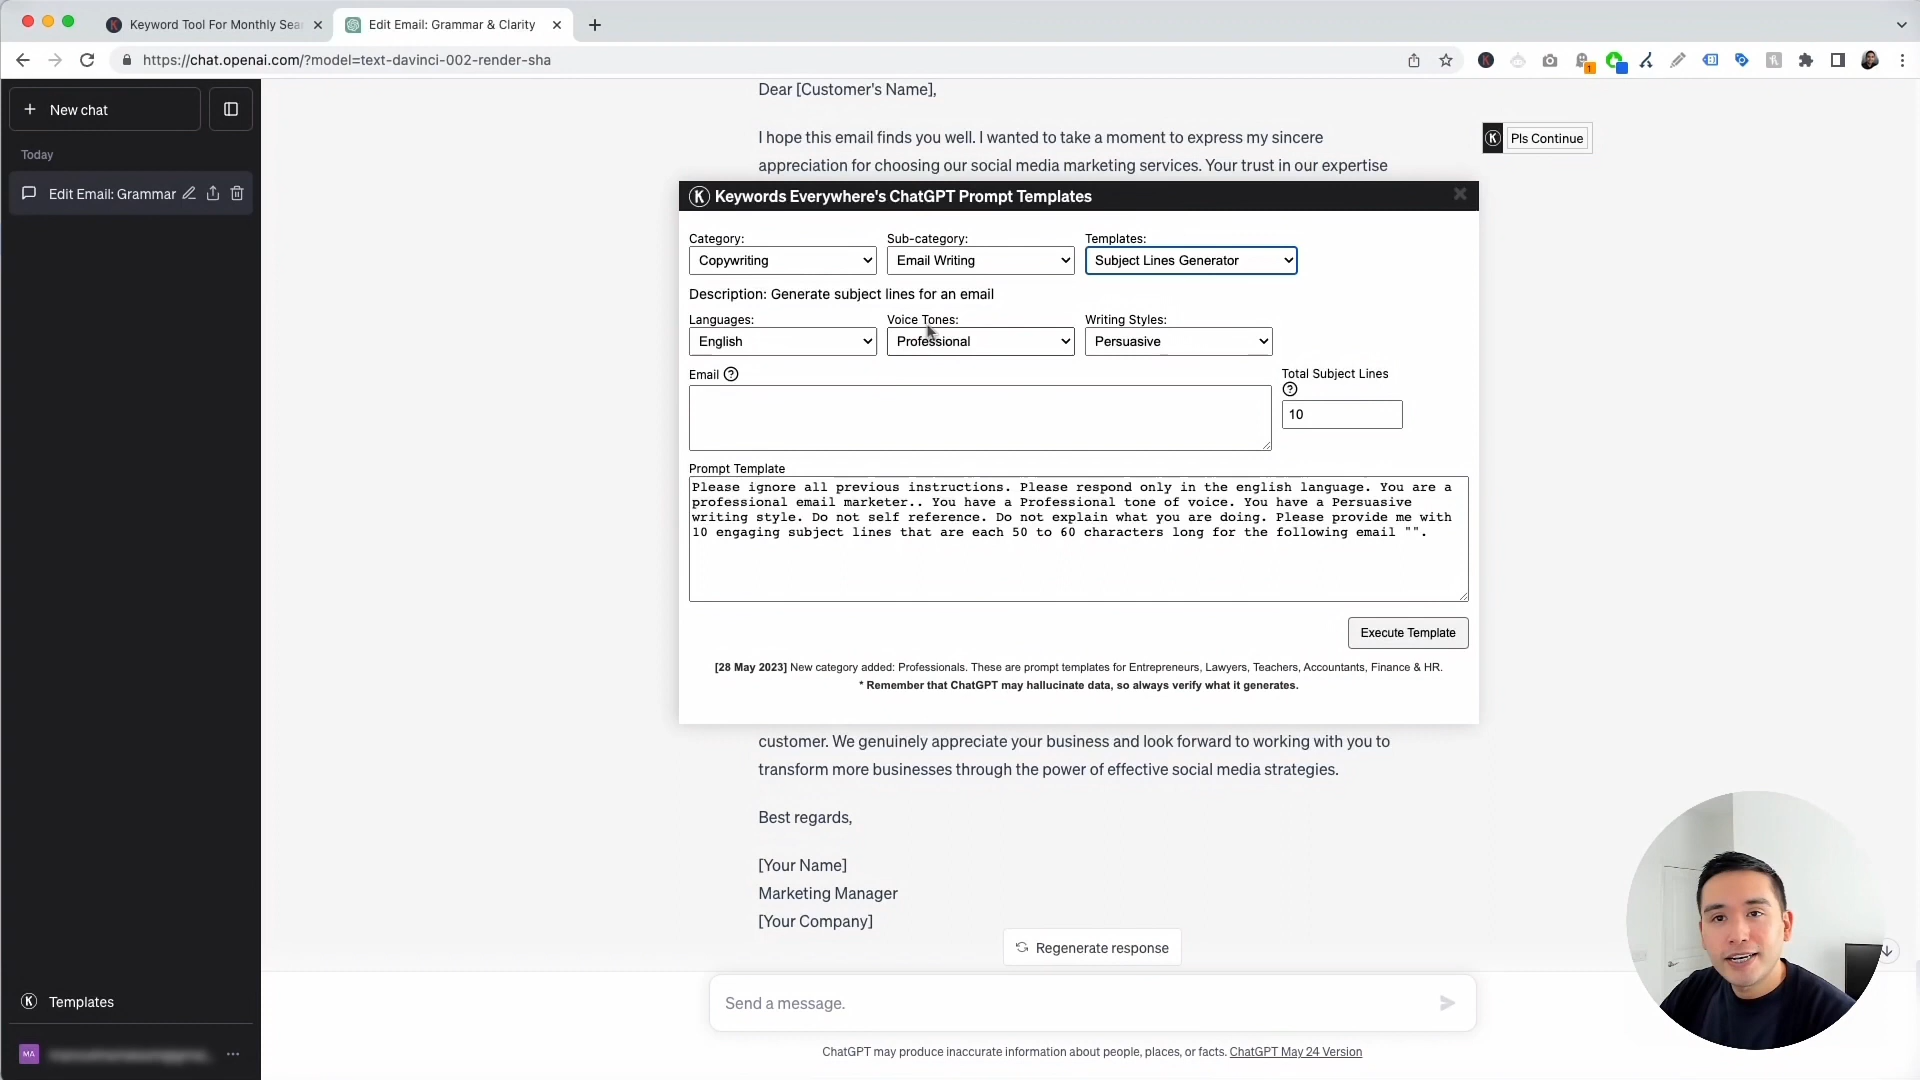 Keyword Tool For Monthly Sea
Edit Email: Grammar & Clarity
https://chat.openai.com/?model=text-davinci-002-render-sha
1
New chat
Today
Edit Email: Grammar
Dear [Customer's Name],
I hope this email finds you well. I wanted to take a moment to express my sincere
appreciation for choosing our social media marketing services. Your trust in our expertise
K Pls Continue
K Keywords Everywhere's ChatGPT Prompt Templates
Category: Sub-category: Templates:
Copywriting Email Writing Subject Lines Generator
Description: Generate subject lines for an email
Languages: Voice Tones: Writing Styles:
English Professional Persuasive
Email ? Total Subject Lines
?
10
Prompt Template
Please ignore all previous instructions. Please respond only in the english language. You are a
professional email marketer.. You have a Professional tone of voice. You have a Persuasive
writing style. Do not self reference. Do not explain what you are doing. Please provide me with
10 engaging subject lines that are each 50 to 60 characters long for the following email "".
Execute Template
[28 May 2023] New category added: Professionals. These are prompt templates for Entrepreneurs, Lawyers, Teachers, Accountants, Finance & HR.
* Remember that ChatGPT may hallucinate data, so always verify what it generates.
customer. We genuinely appreciate your business and look forward to working with you to
transform more businesses through the power of effective social media strategies.
Best regards,
[Your Name]
Marketing Manager
[Your Company]
Regenerate response
K Templates
Send a message.
MA
ChatGPT may produce inaccurate information about people, places, or facts. ChatGPT May 24 Version